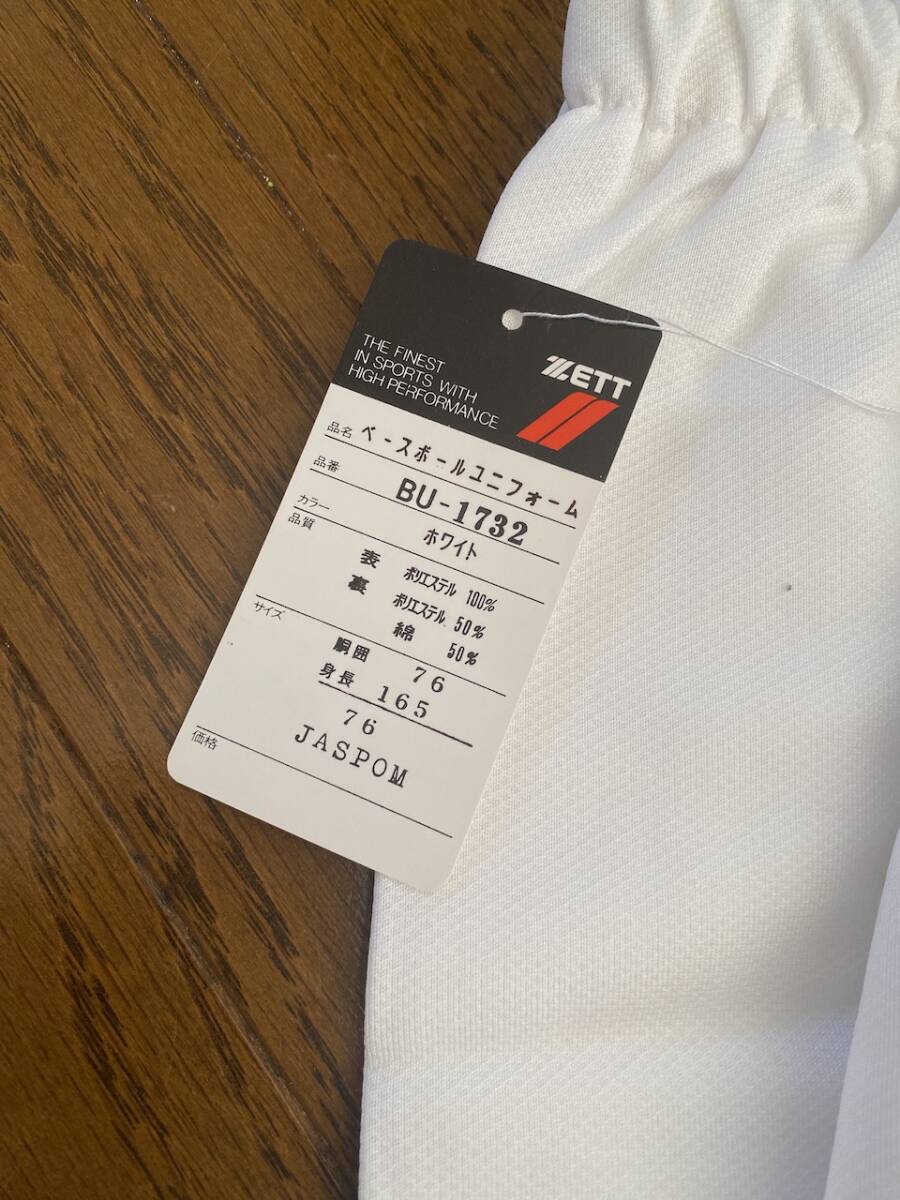 THE FINEST
IN SPORTS WITH
HIGH PERFORMANCE
ZETT
品名 ベースボールユニフォーム
品番 BU-1732
カラー ホワイト
品質
表 ポリエステル 100%
裏 ポリエステル 50%
綿 50%
サイズ
胴囲 76
身長 165
76
JASPOM
価格